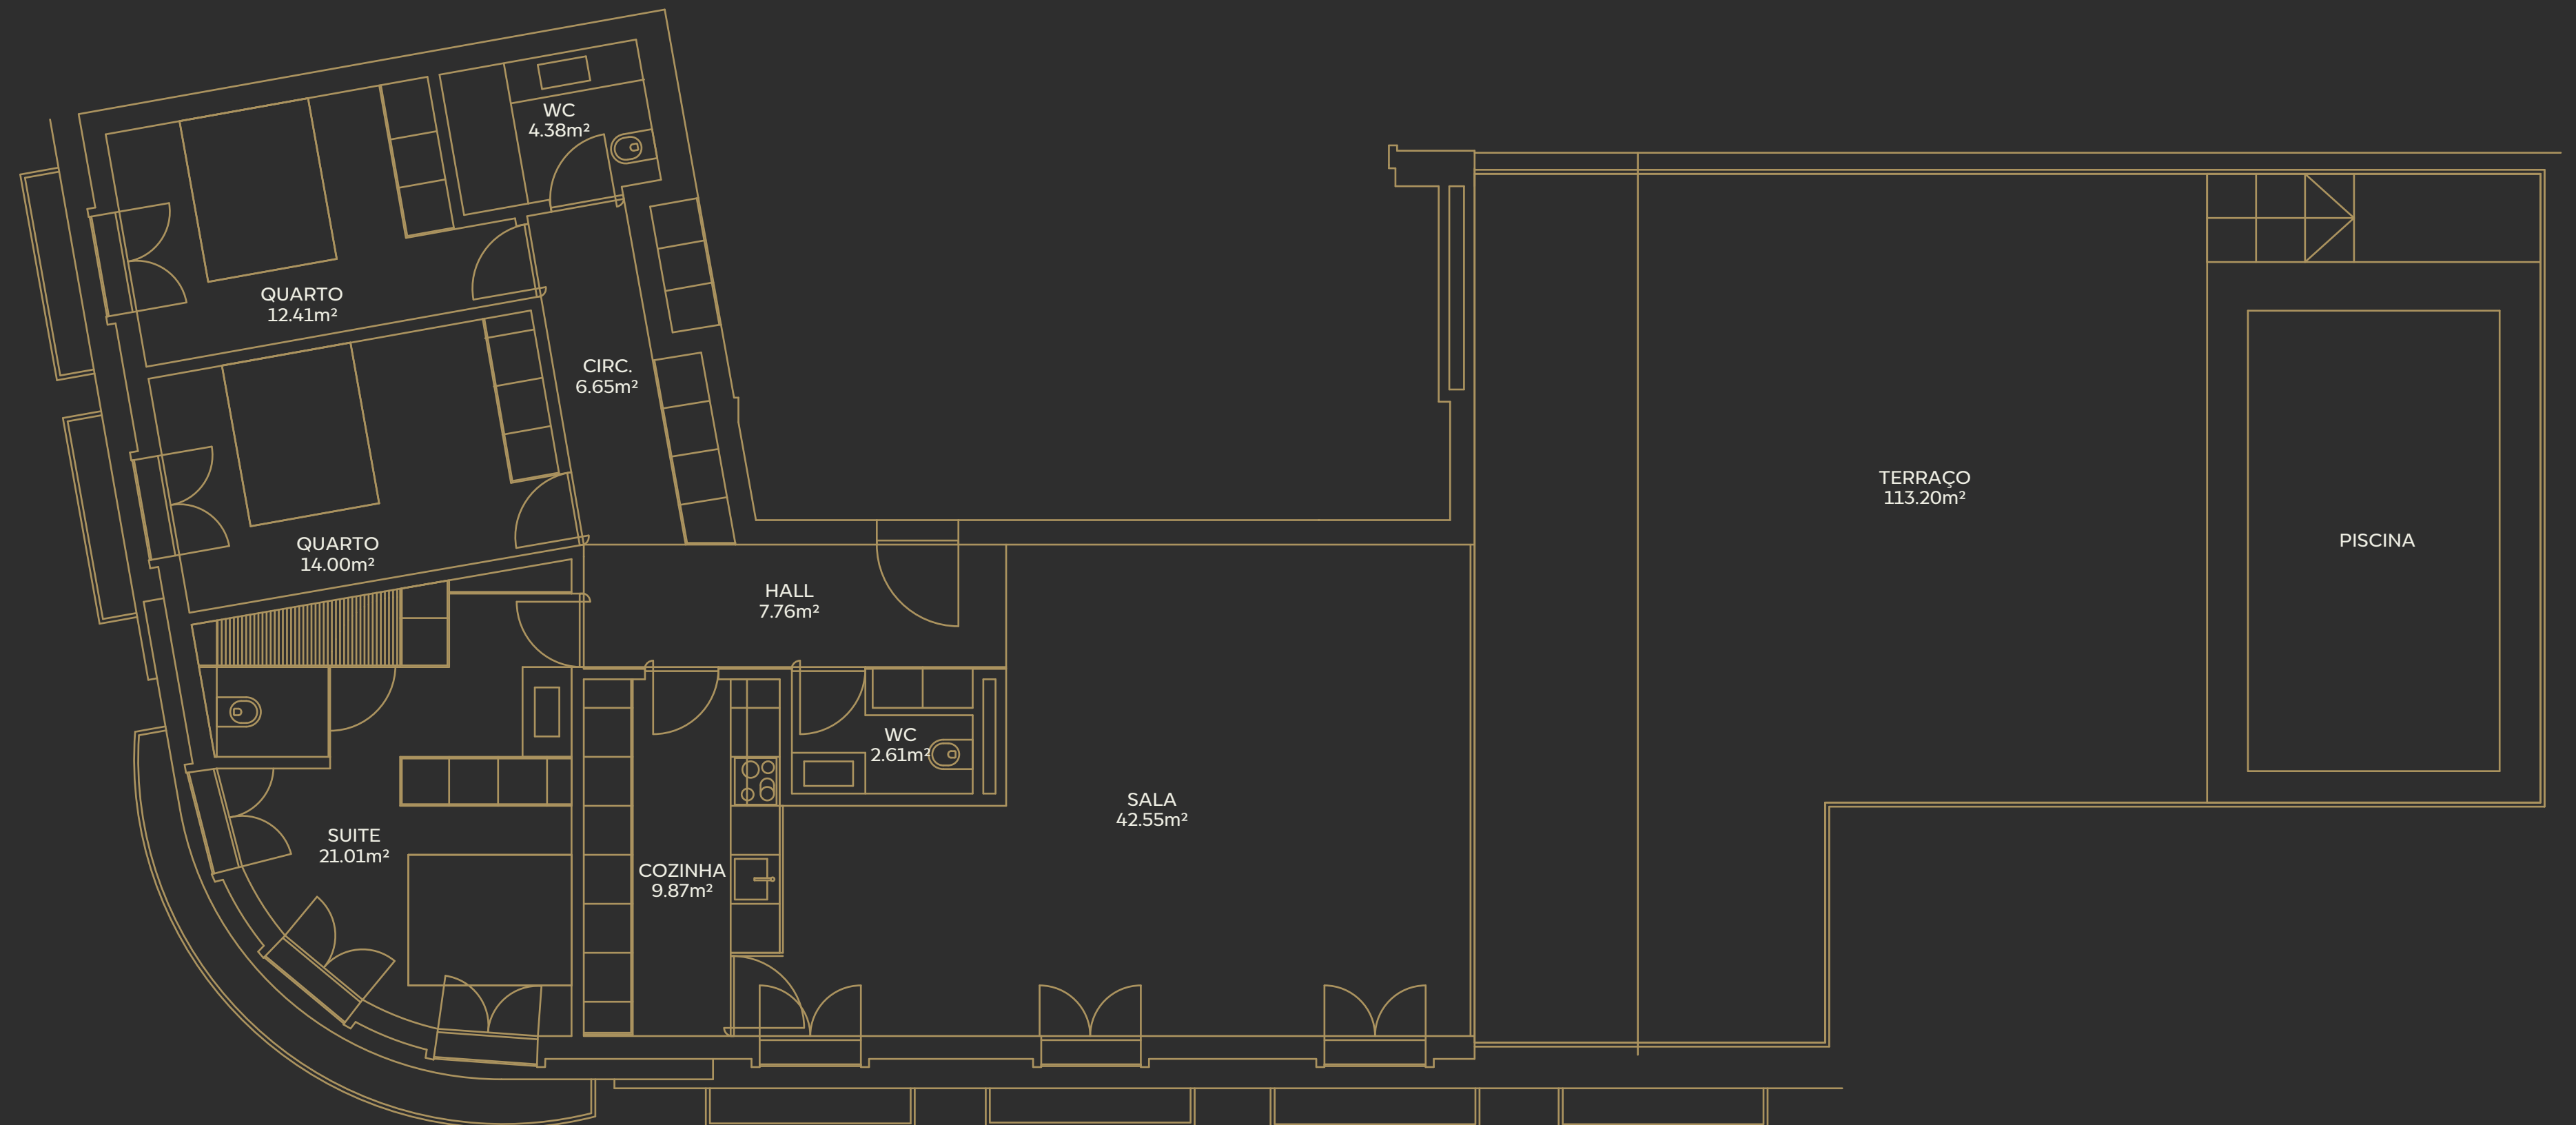 WC
4.38m²
QUARTO
12.41m²
CIRC.
6.65m²
QUARTO
14.00m²
HALL
7.76m²
WC
2.61m²
SUITE
21.01m²
COZINHA
9.87m²
SALA
42.55m²
TERRAÇO
113.20m²
PISCINA